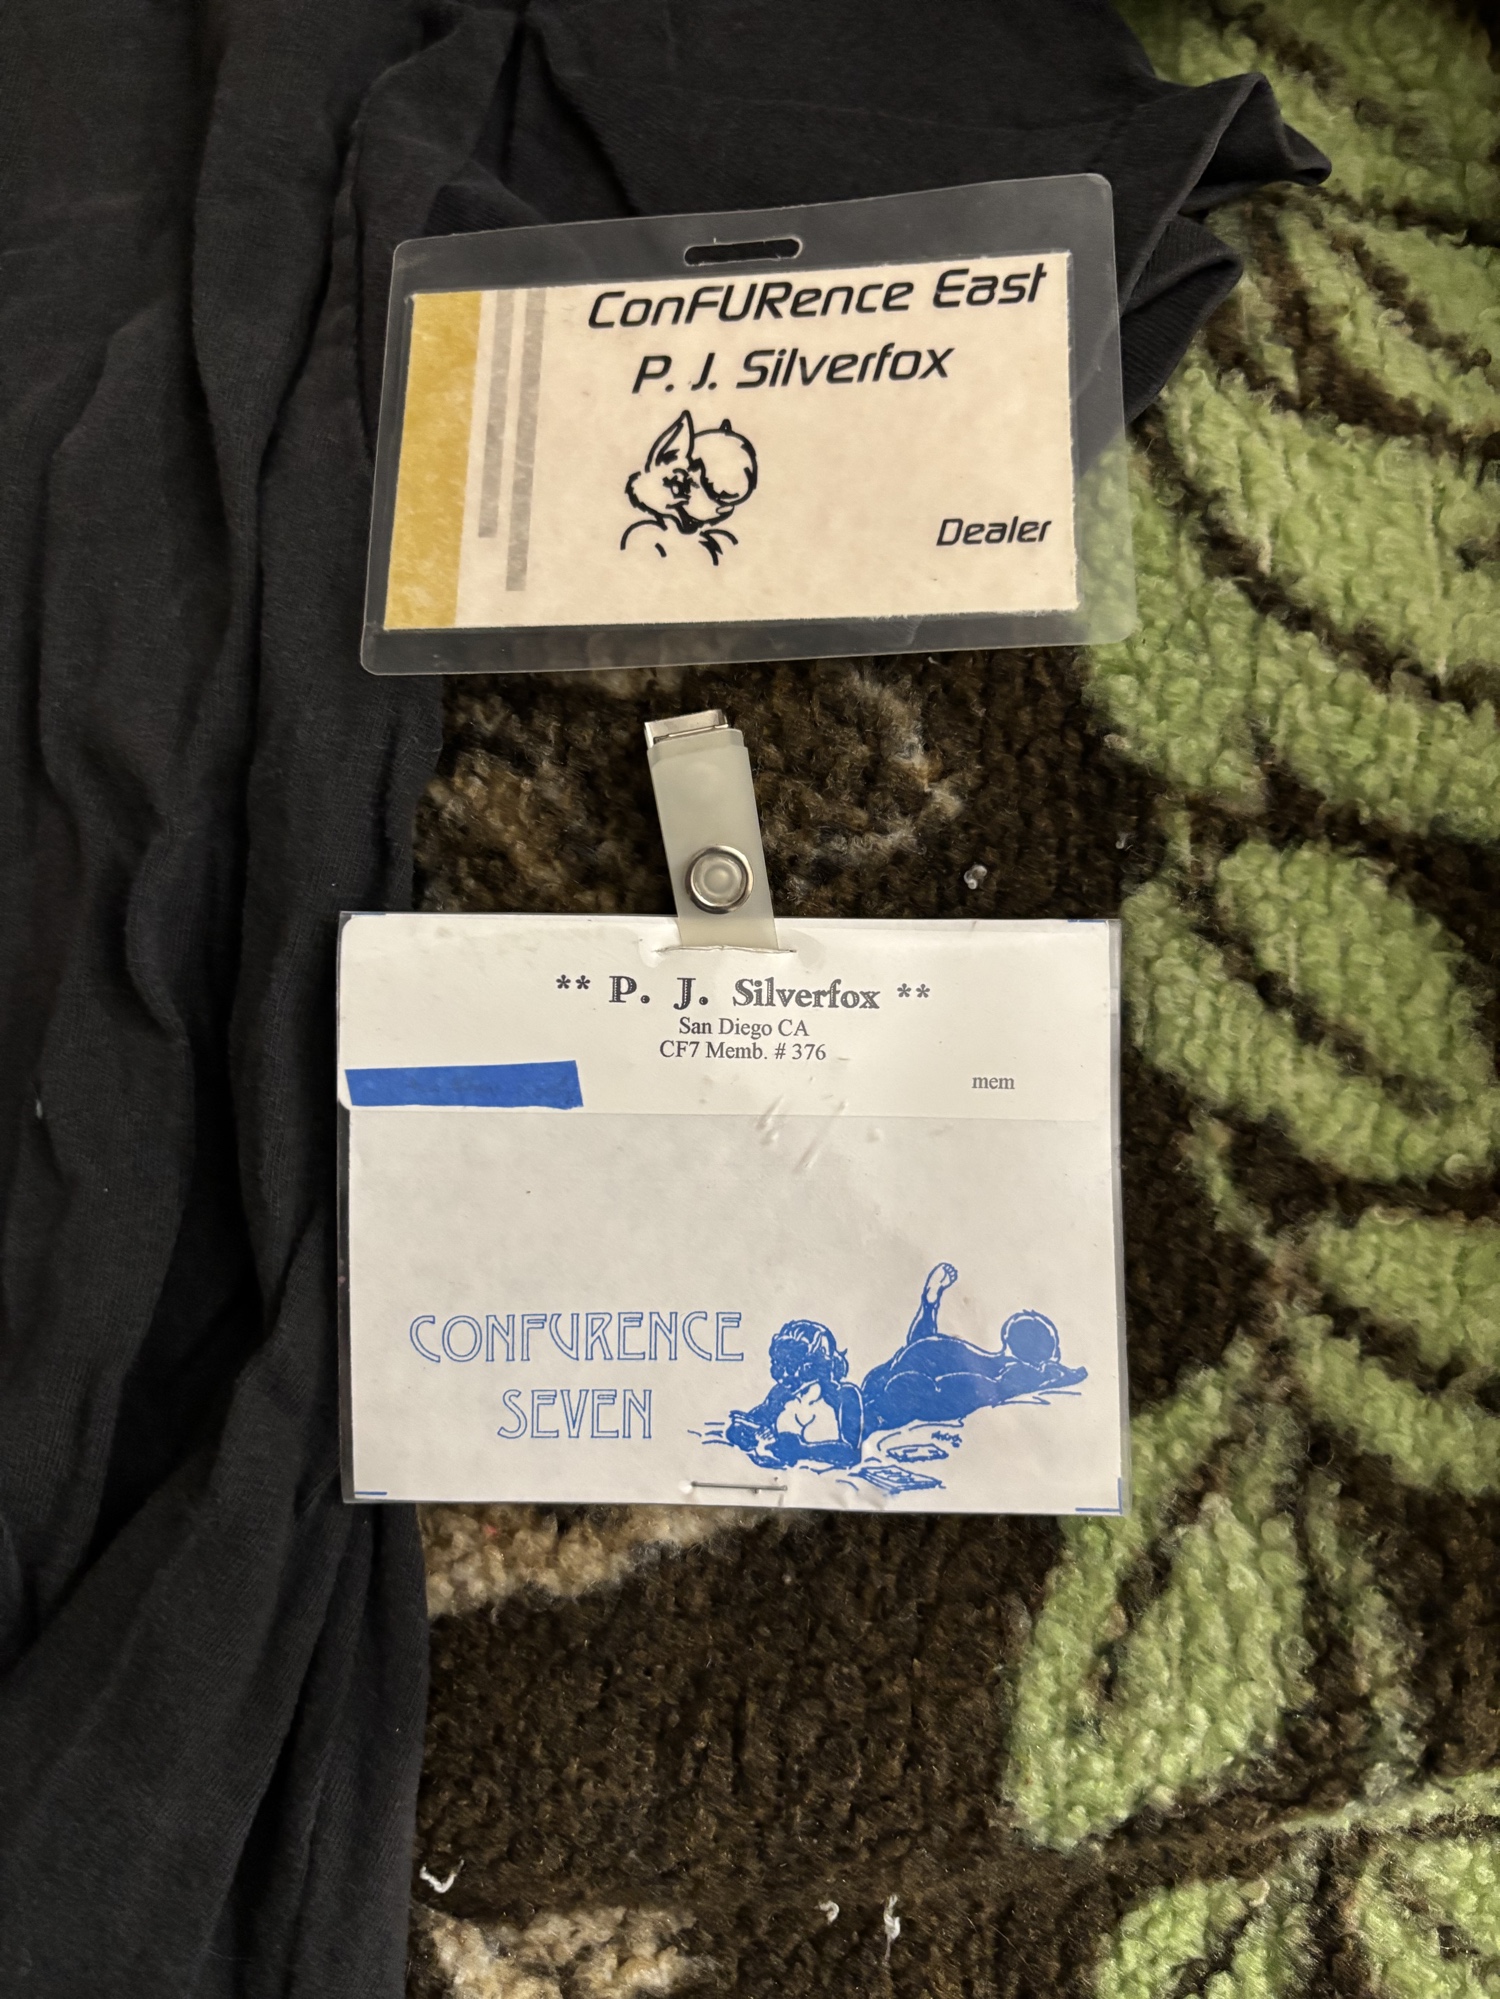 ConFURence East
P. J. Silverfox
Dealer
** P. J. Silverfox **
San Diego CA
CF7 Memb. # 376
mem
CONFURENCE
SEVEN